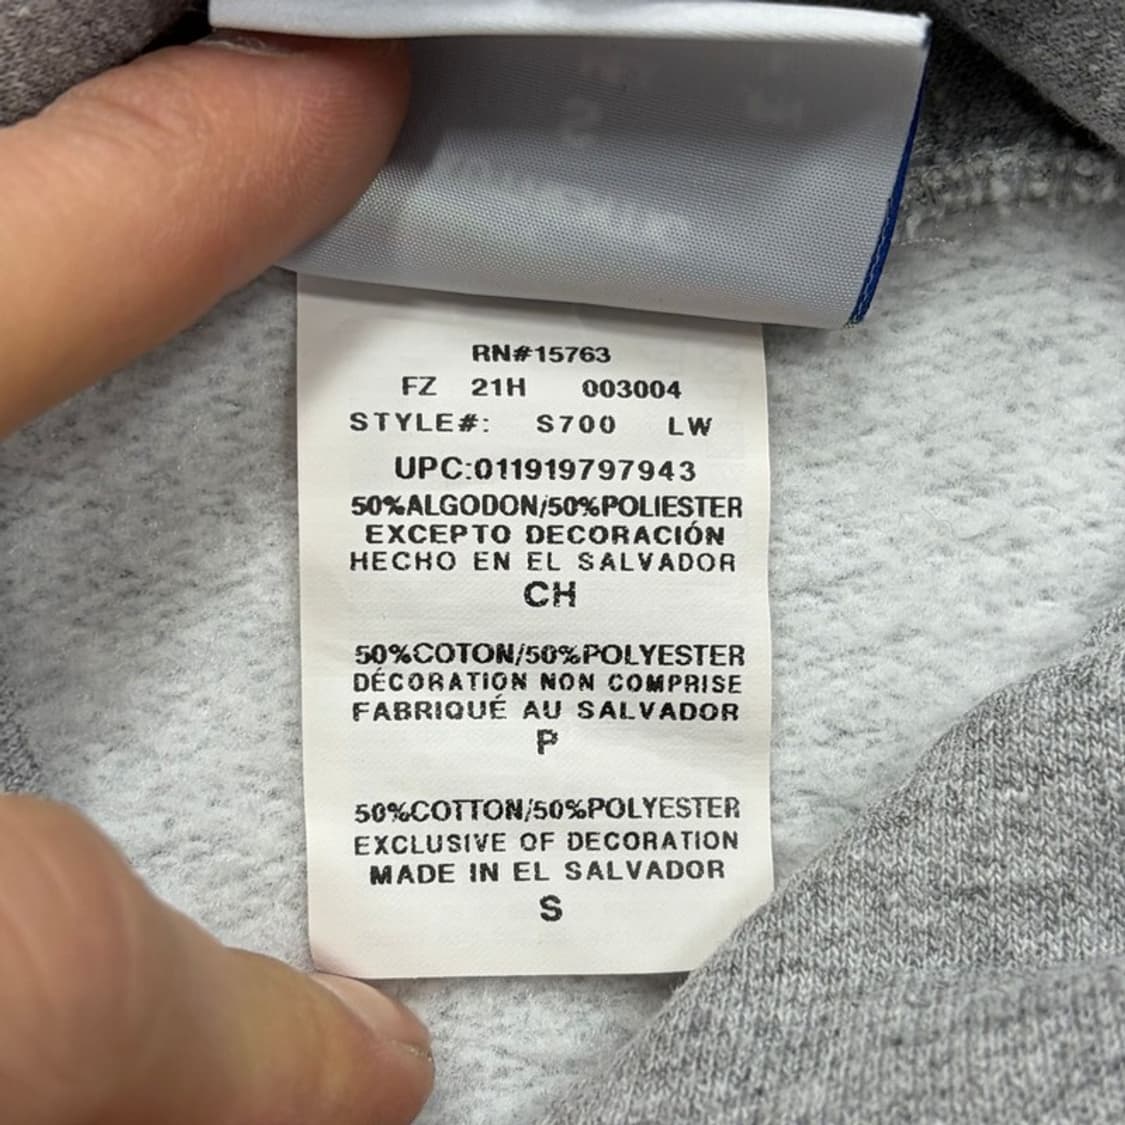 RN#15763
FZ 21H 003004
STYLE#: S700 LW
UPC:011919797943
50%ALGODON/50%POLIESTER
EXCEPTO DECORACIÓN
HECHO EN EL SALVADOR
CH
50%COTON/50%POLYESTER
DÉCORATION NON COMPRISE
FABRIQUÉ AU SALVADOR
P
50%COTTON/50%POLYESTER
EXCLUSIVE OF DECORATION
MADE IN EL SALVADOR
S